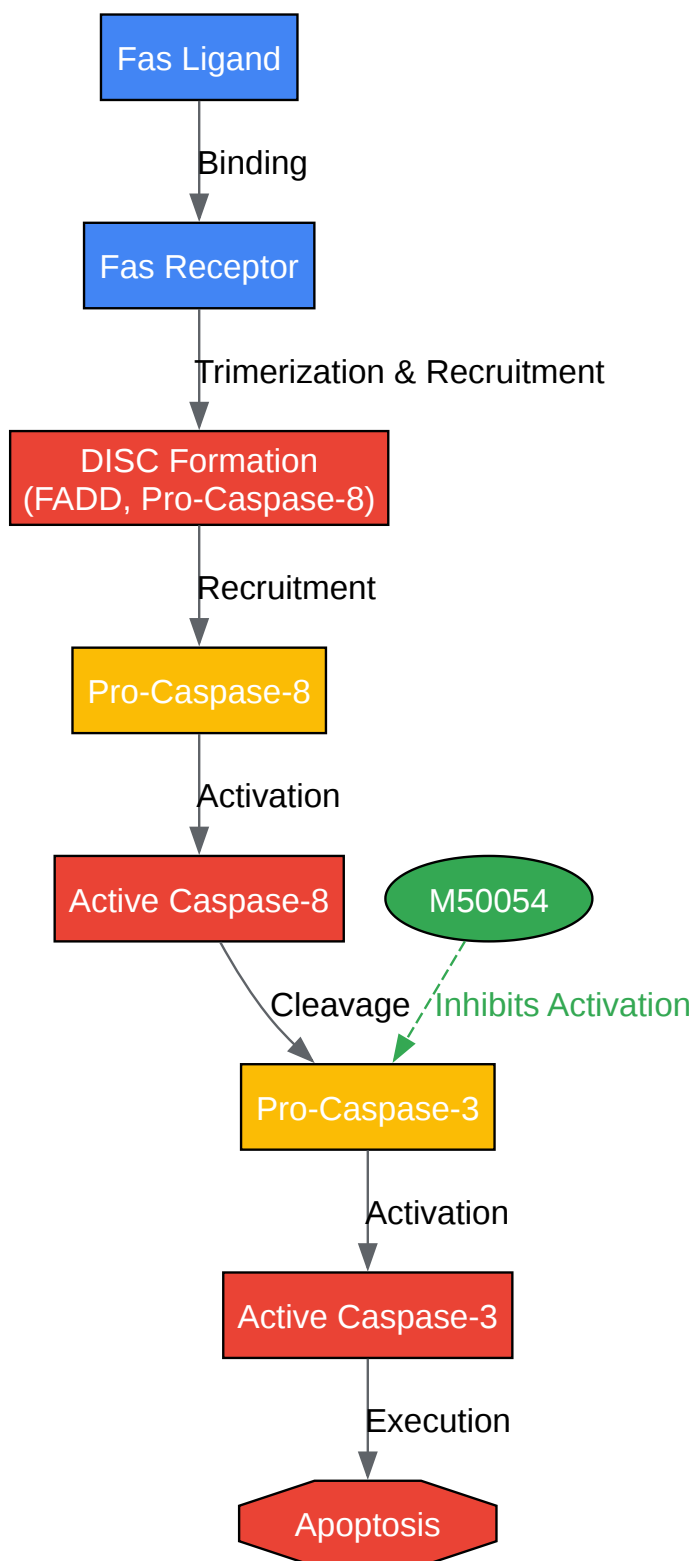 Fas Ligand
Binding
Fas Receptor
Trimerization & Recruitment
DISC Formation
(FADD, Pro-Caspase-8)
Recruitment
Pro-Caspase-8
Activation
Active Caspase-8
M50054
Cleavage
Inhibits Activation
Pro-Caspase-3
Activation
Active Caspase-3
Execution
Apoptosis